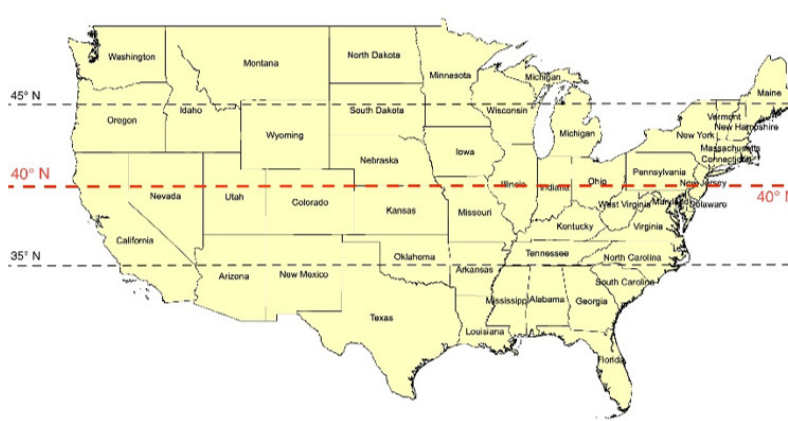 Washington
Montana
North Dakota
Minnesota
Michigan
Maine
45° N
Oregon
Idaho
South Dakota
Wisconsin
Michigan
Vermont
New Hampshire
New York
Wyoming
Massachusetts
Connecticut
Iowa
Nebraska
Pennsylvania
40° N
Nevada
Utah
Colorado
Illinois
Indiana
Ohio
New Jersey
40° N
Kansas
Missouri
West Virginia
Maryland
Delaware
Kentucky
Virginia
California
35° N
Oklahoma
Tennessee
North Carolina
Arizona
New Mexico
Arkansas
South Carolina
Mississippi
Alabama
Georgia
Texas
Louisiana
Florida